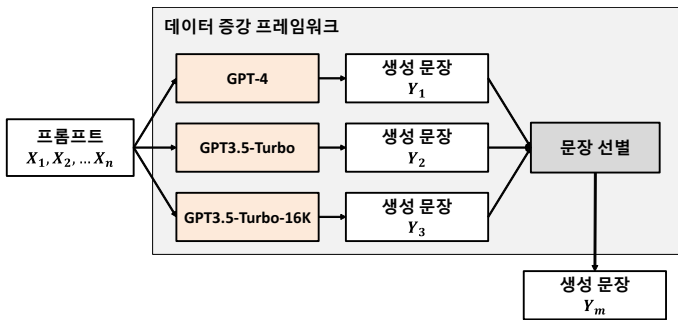 데이터 증강 프레임워크
GPT-4
생성 문장
Y₁
프롬프트
X₁, X₂, ... Xₙ
GPT3.5-Turbo
생성 문장
Y₂
문장 선별
GPT3.5-Turbo-16K
생성 문장
Y₃
생성 문장
Yₘ